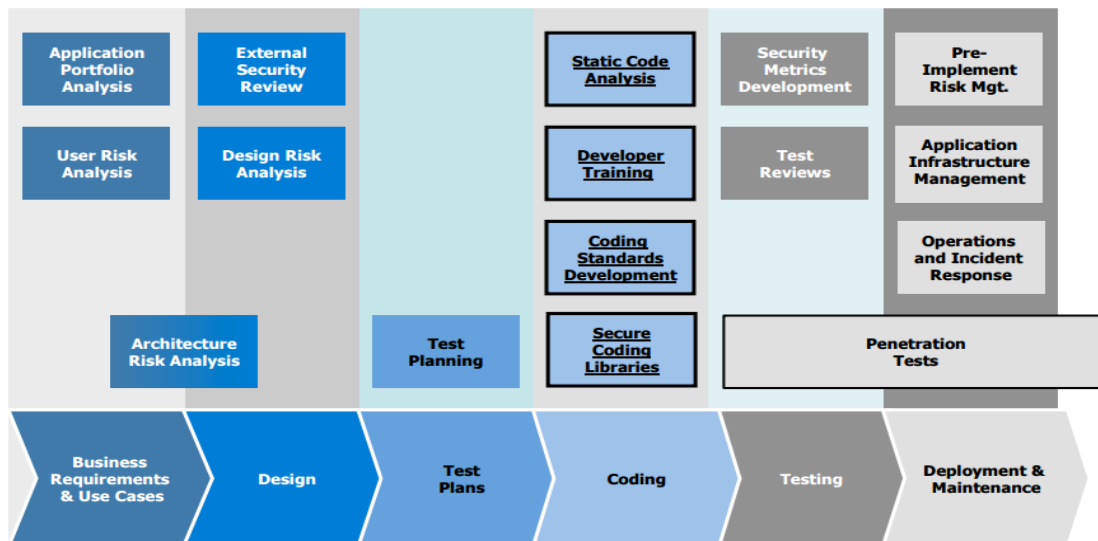 Application
Portfolio
Analysis
External
Security
Review
Static Code
Analysis
Security
Metrics
Development
Pre-
Implement
Risk Mgt.
User Risk
Analysis
Design Risk
Analysis
Developer
Training
Test
Reviews
Application
Infrastructure
Management
Coding
Standards
Development
Operations
and Incident
Response
Architecture
Risk Analysis
Test
Planning
Secure
Coding
Libraries
Penetration
Tests
Business
Requirements
& Use Cases
Design
Test
Plans
Coding
Testing
Deployment &
Maintenance